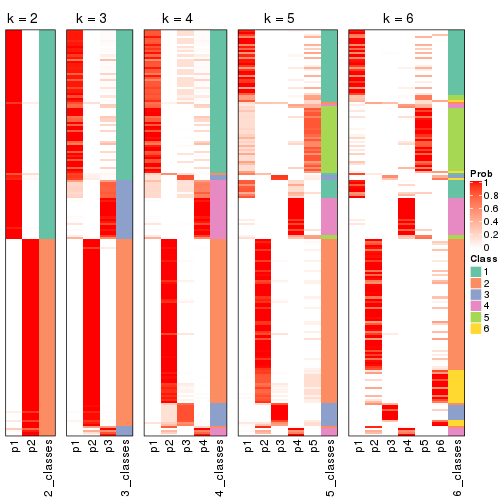 k = 2
k = 3
k = 4
k = 5
k = 6
Prob
1
0.8
0.6
0.4
0.2
0
Class
1
2
3
4
5
6
p1
p2
2_classes
p1
p2
p3
3_classes
p1
p2
p3
p4
4_classes
p1
p2
p3
p4
p5
5_classes
p1
p2
p3
p4
p5
p6
6_classes